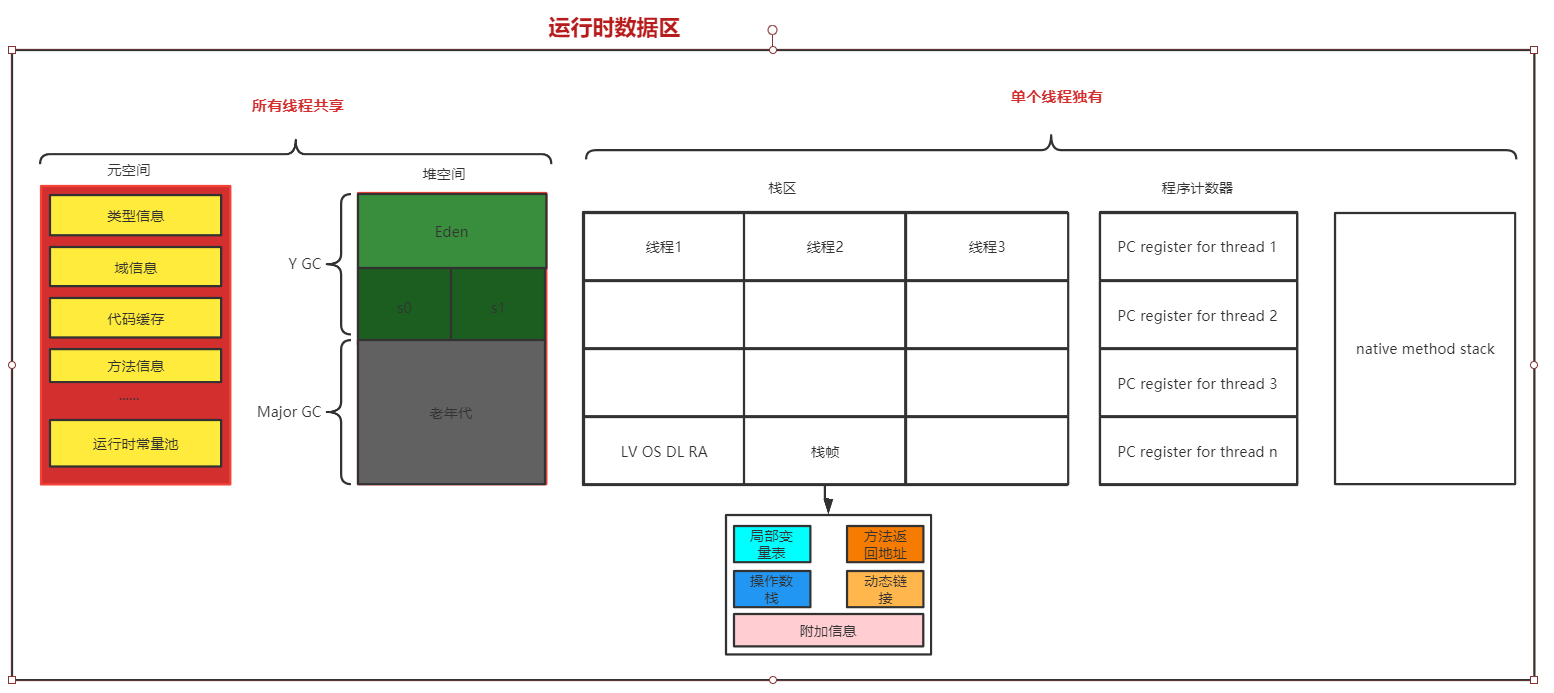 运行时数据区
所有线程共享
单个线程独有
元空间
类型信息
域信息
代码缓存
方法信息
......
运行时常量池
堆空间
Y GC
Eden
s0
s1
Major GC
老年代
栈区
线程1
线程2
线程3
LV OS DL RA
栈帧
局部变
量表
方法返
回地址
操作数
栈
动态链
接
附加信息
程序计数器
PC register for thread 1
PC register for thread 2
PC register for thread 3
PC register for thread n
native method stack